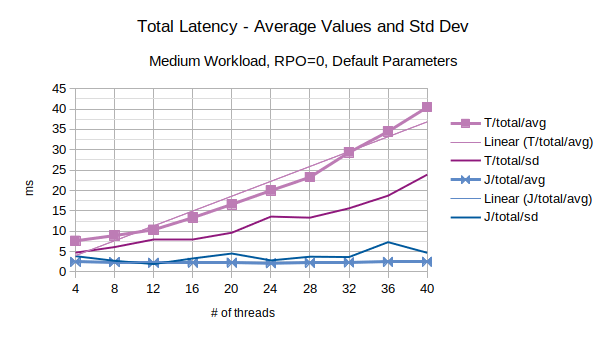 Total Latency - Average Values and Std Dev
Medium Workload, RPO=0, Default Parameters
45
40
35
30
25
20
15
10
5
0
ms
4 8 12 16 20 24 28 32 36 40
# of threads
T/total/avg
Linear (T/total/avg)
T/total/sd
J/total/avg
Linear (J/total/avg)
J/total/sd